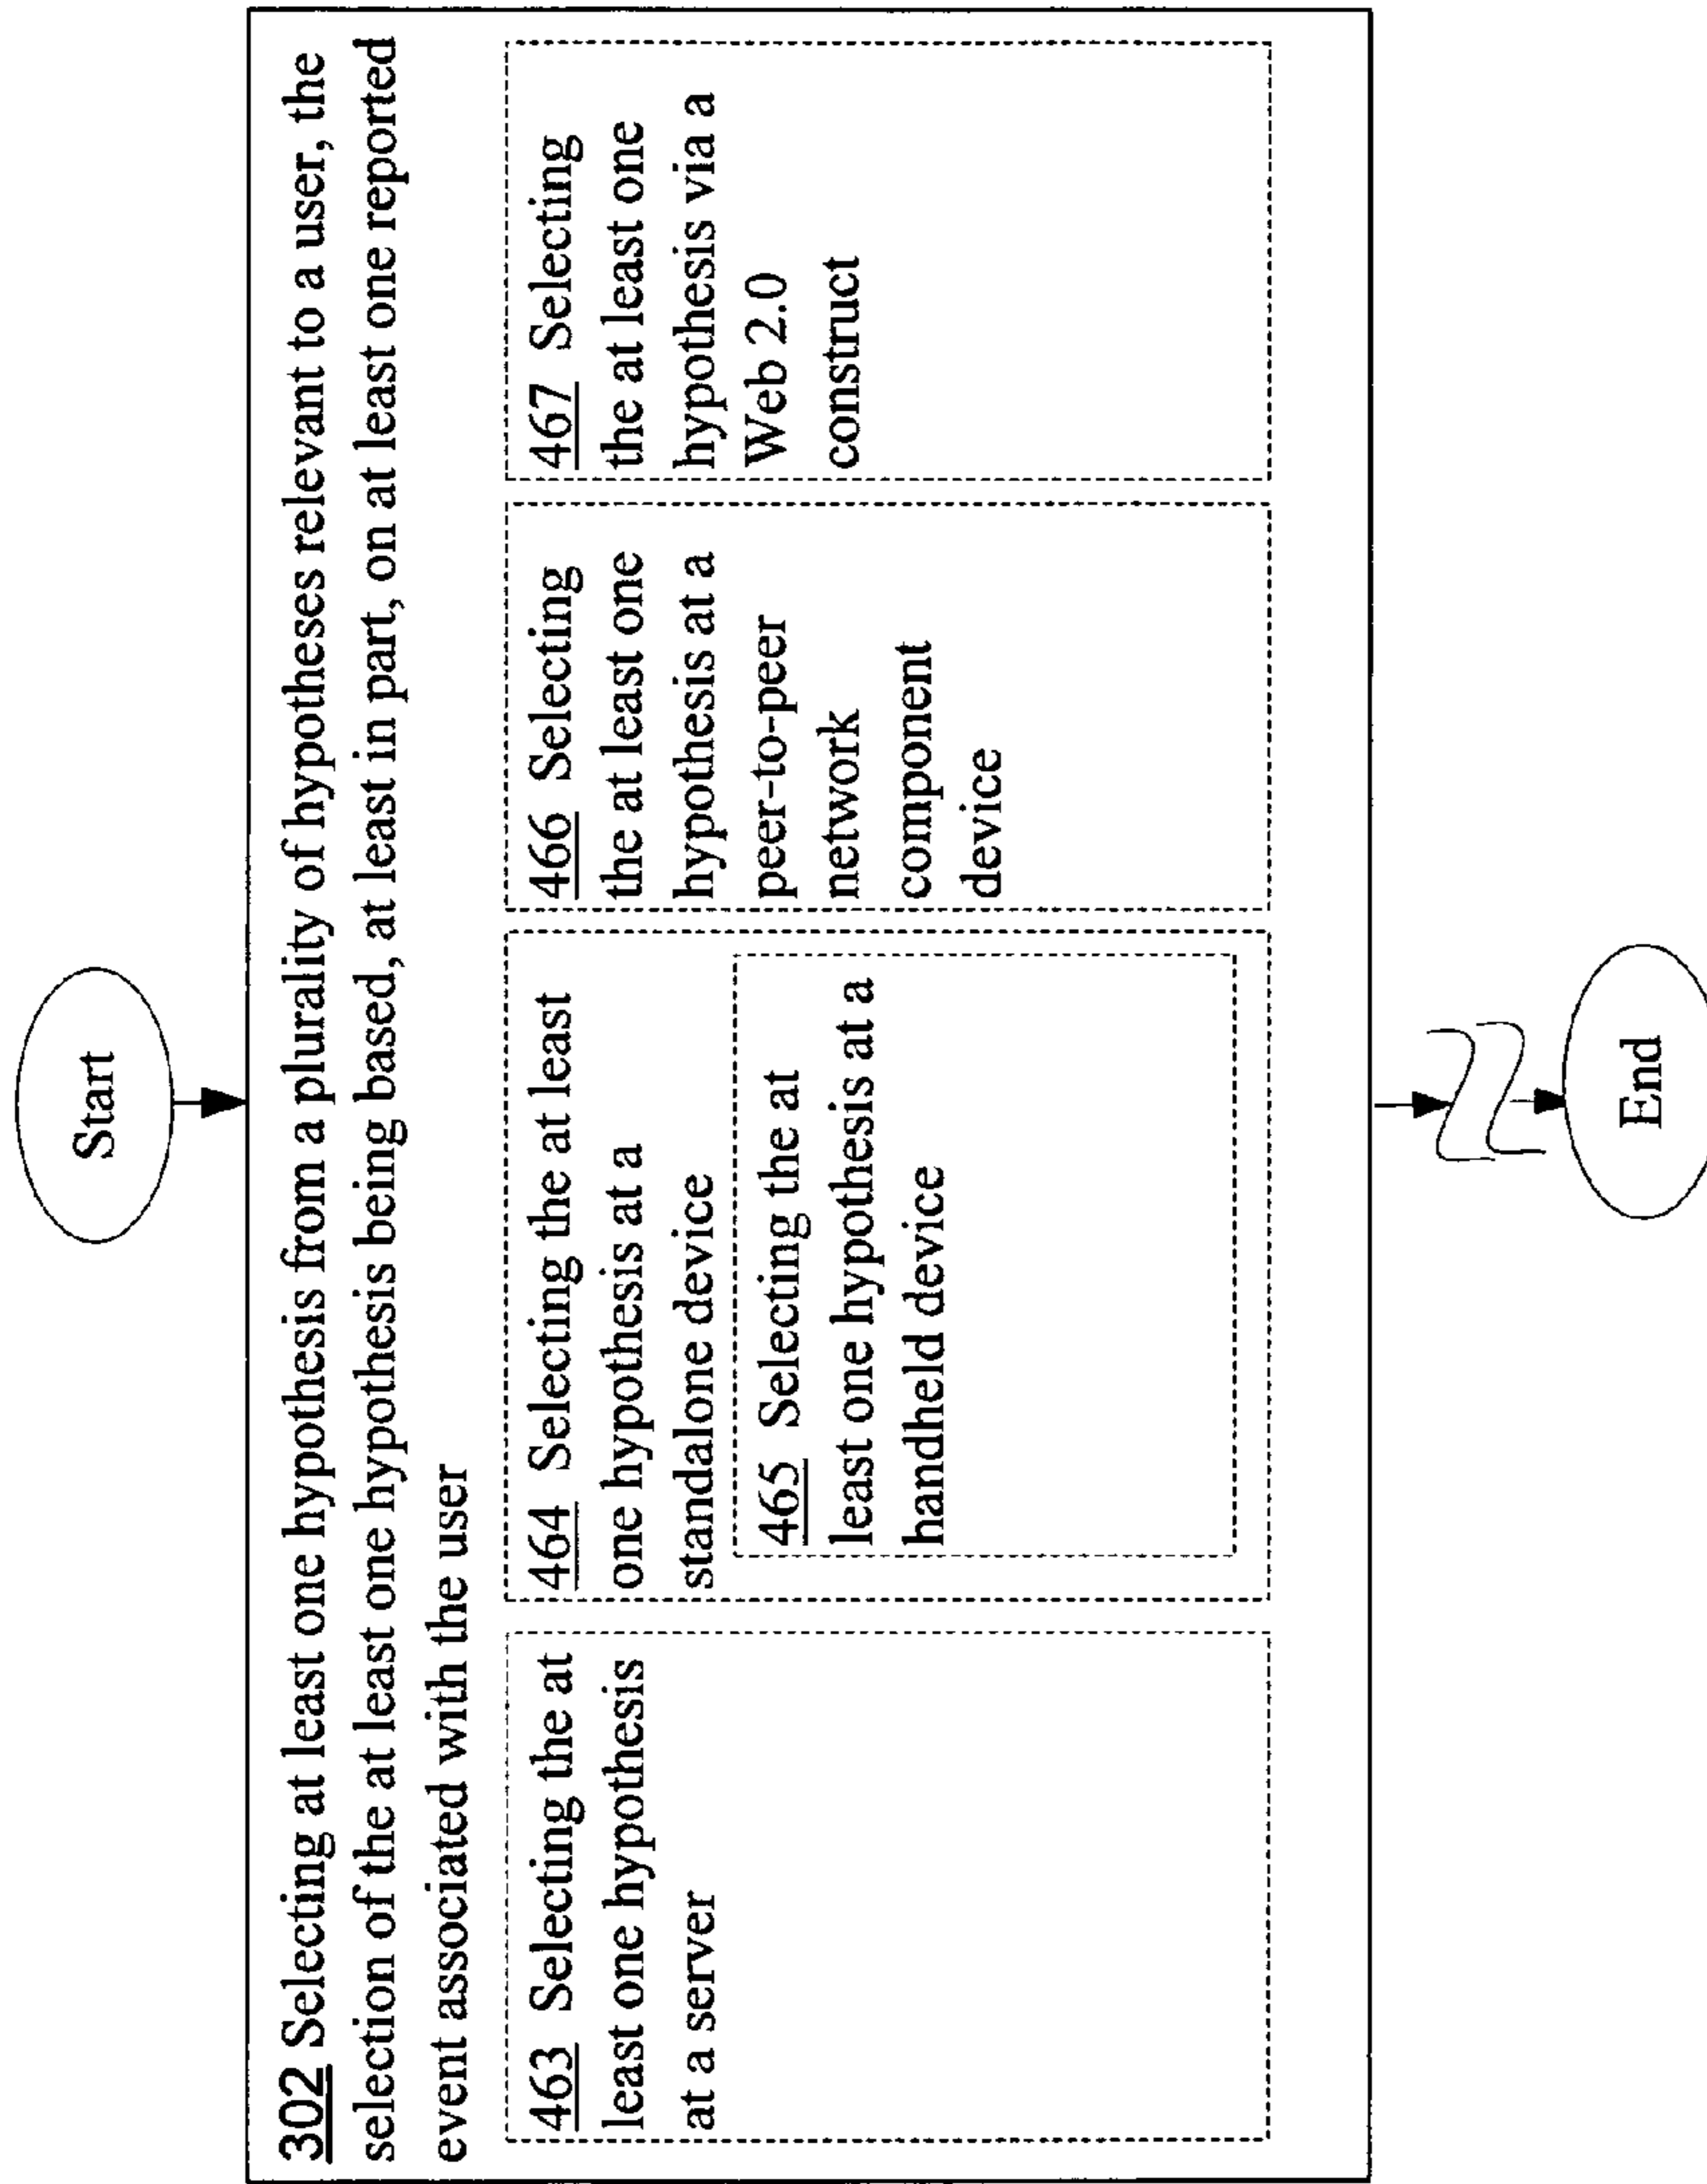 Start
302 Selecting at least one hypothesis from a plurality of hypotheses relevant to a user, the
selection of the at least one hypothesis being based, at least in part, on at least one reported
event associated with the user
463 Selecting the at
least one hypothesis
at a server
464 Selecting the at least
one hypothesis at a
standalone device
465 Selecting the at
least one hypothesis at a
handheld device
466 Selecting
the at least one
hypothesis at a
peer-to-peer
network
component
device
467 Selecting
the at least one
hypothesis via a
Web 2.0
construct
End